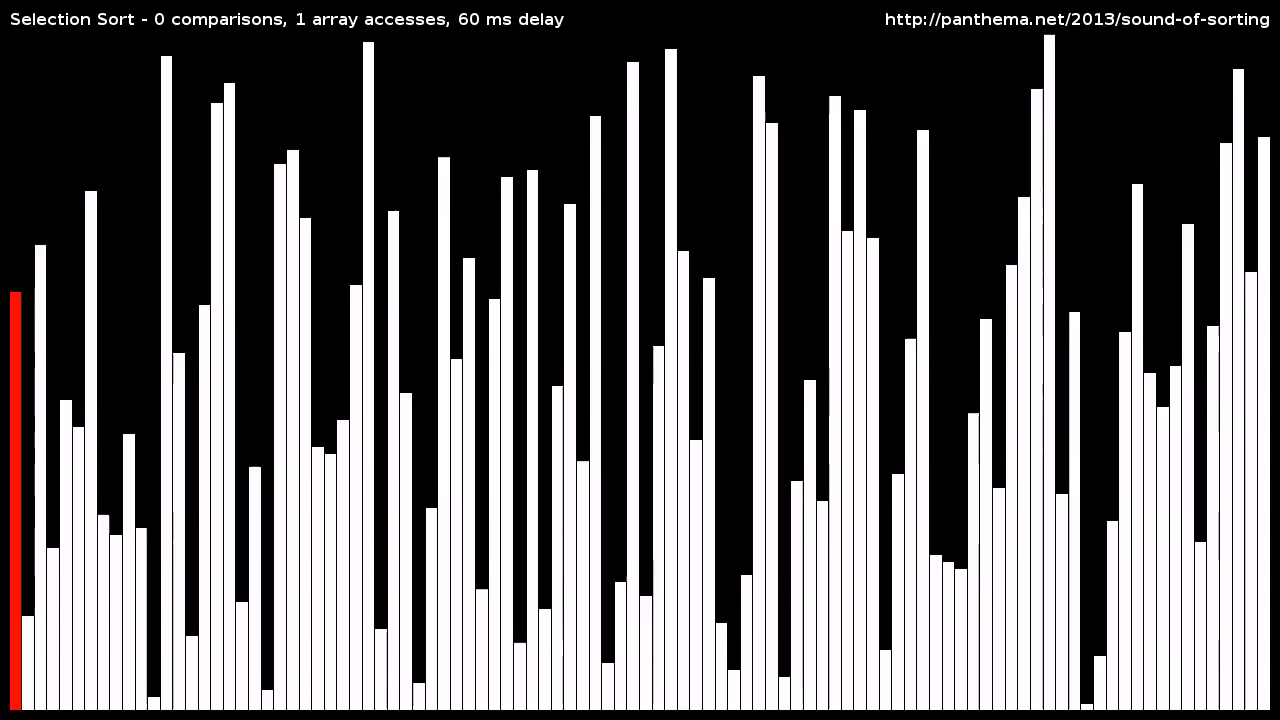 Selection Sort - 0 comparisons, 1 array accesses, 60 ms delay
http://panthema.net/2013/sound-of-sorting